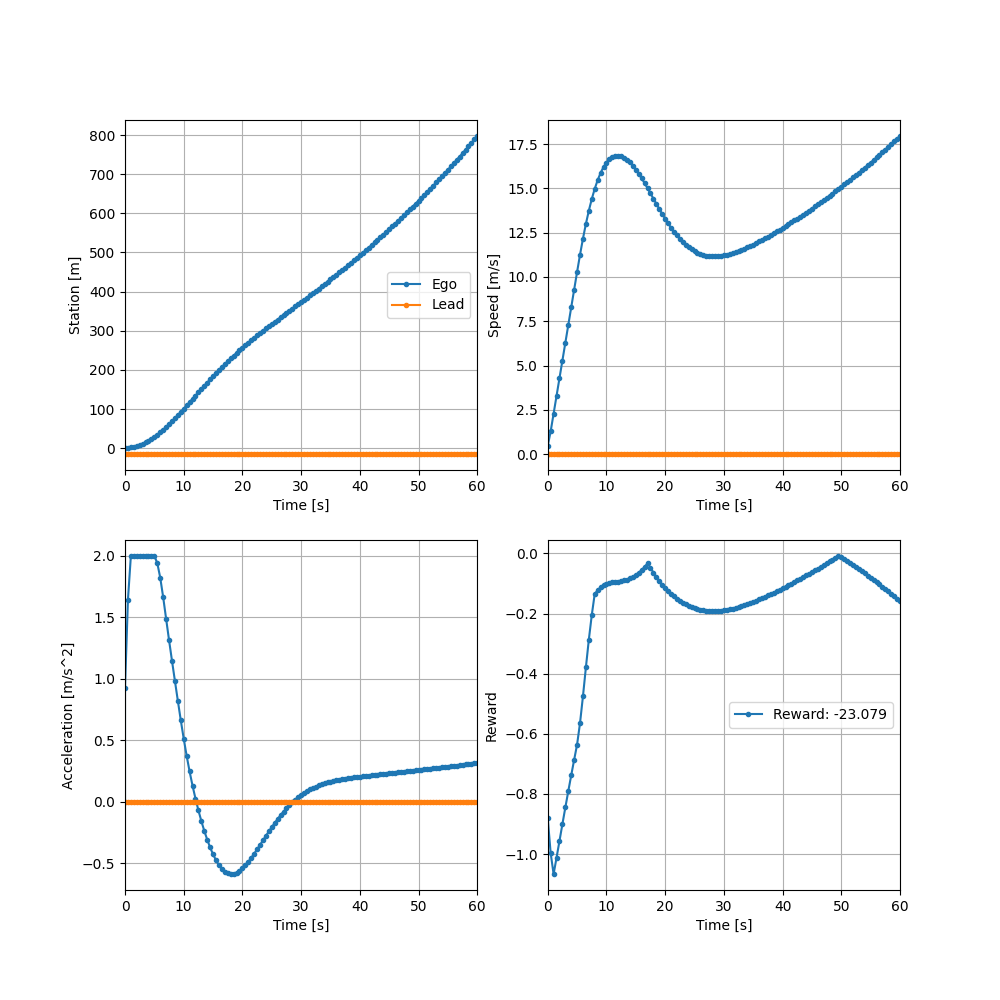 800
700
600
500
400
300
200
100
0
Station [m]
Ego
Lead
0 10 20 30 40 50 60
Time [s]
17.5
15.0
12.5
10.0
7.5
5.0
2.5
0.0
Speed [m/s]
0 10 20 30 40 50 60
Time [s]
2.0
1.5
1.0
0.5
0.0
−0.5
Acceleration [m/s^2]
0 10 20 30 40 50 60
Time [s]
0.0
−0.2
−0.4
−0.6
−0.8
−1.0
Reward
Reward: -23.079
0 10 20 30 40 50 60
Time [s]